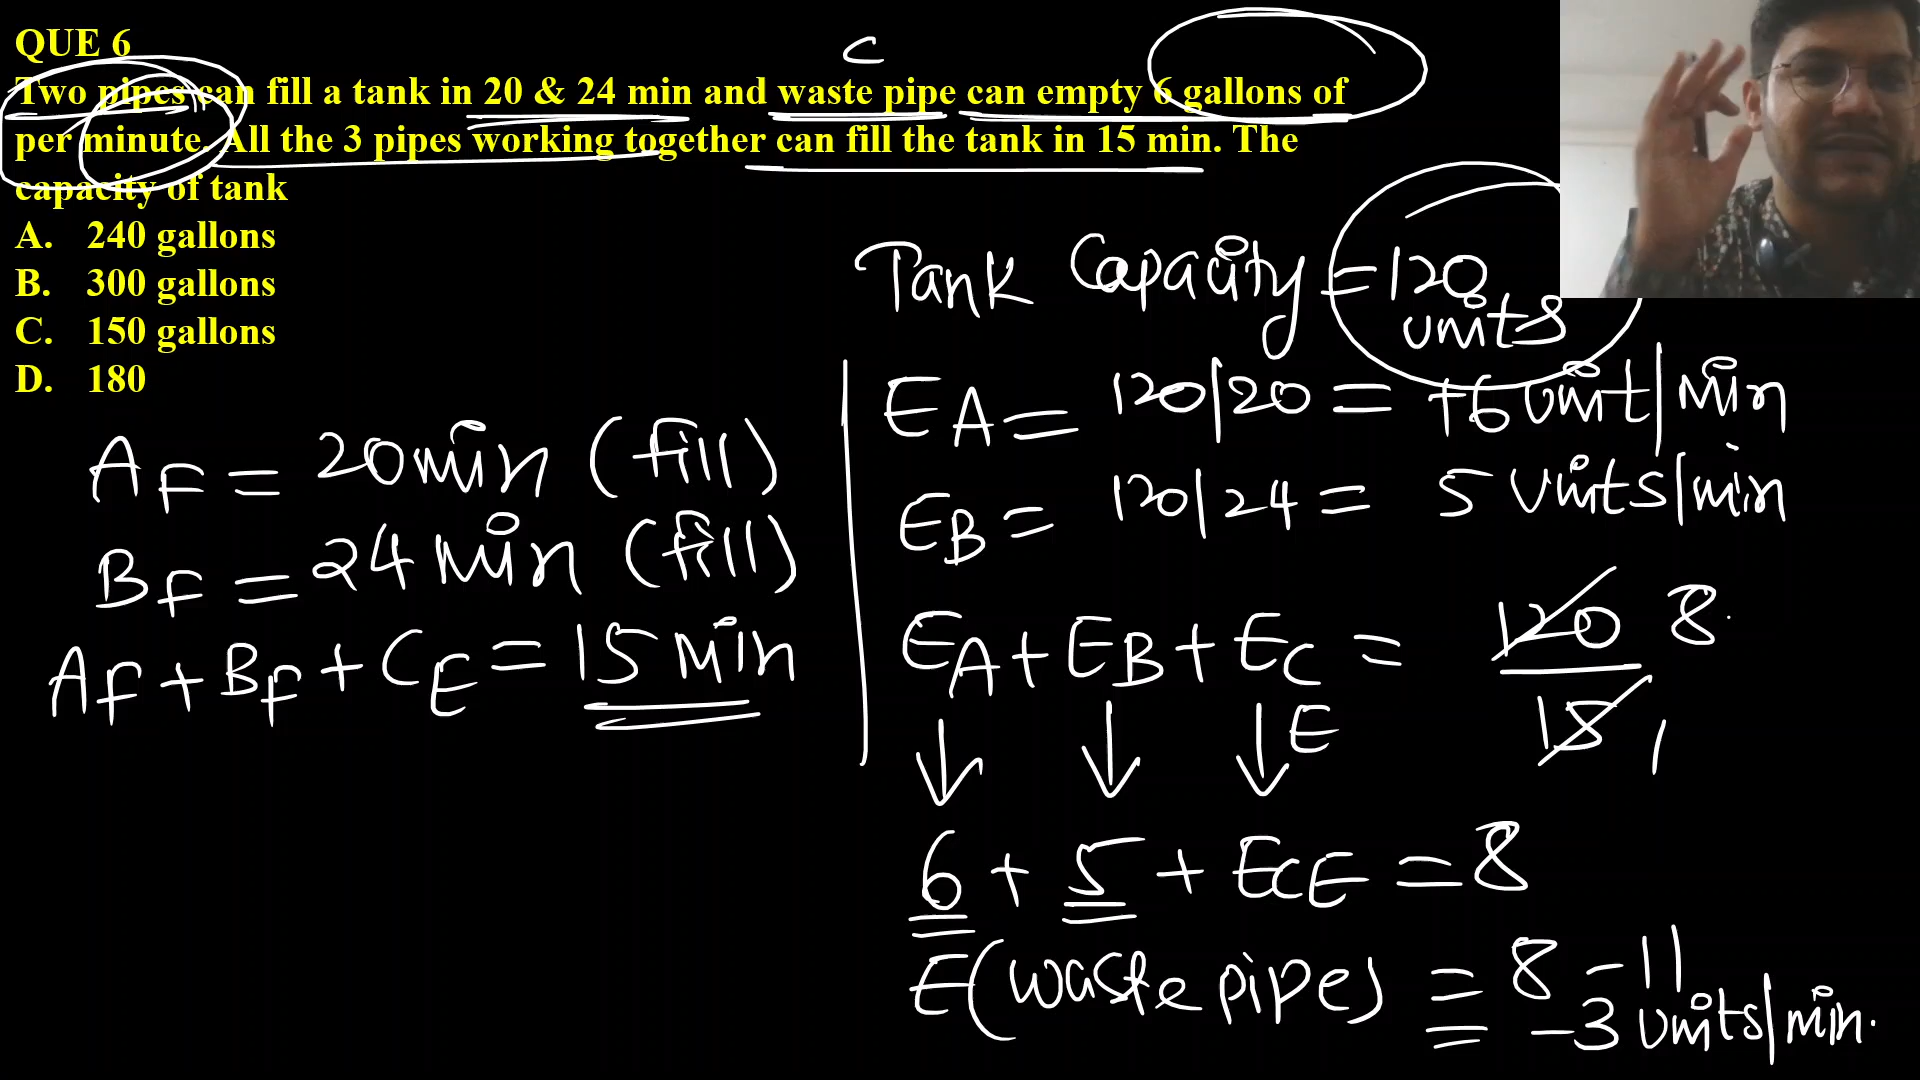 QUE 6
C
Two pipes can fill a tank in 20 & 24 min and waste pipe can empty 6 gallons of
per minute. All the 3 pipes working together can fill the tank in 15 min. The
capacity of tank
A. 240 gallons
B. 300 gallons
C. 150 gallons
D. 180
AF = 20 min (fill)
BF = 24 min (fill)
AF + BF + CE = 15 Min
Tank Capacity = 120
units
EA = 120/20 = +6 unit/Min
EB = 120/24 = 5 Units/min
EA + EB + EC = 120 8
15 1
E
6 + 5 + ECE = 8
E(waste pipe) = 8 - 11
= -3 units/min.